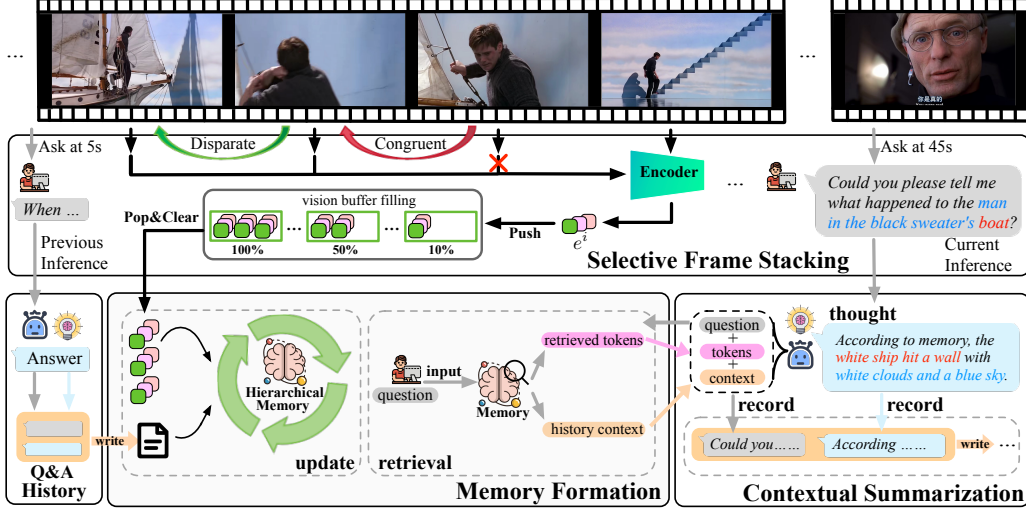 ...
...
你是真的
Ask at 5s
Disparate
Congruent
Ask at 45s
Encoder
...
When ...
Could you please tell me
what happened to the man
in the black sweater's boat?
vision buffer filling
Pop&Clear
...
...
100%
50%
10%
Push
e^i
Previous
Inference
Current
Inference
Selective Frame Stacking
Answer
write
Q&A
History
Hierarchical
Memory
update
question
input
Memory
retrieved tokens
history context
retrieval
Memory Formation
question
+
tokens
+
context
thought
According to memory, the
white ship hit a wall with
white clouds and a blue sky.
record
record
Could you......
According ......
write
...
Contextual Summarization